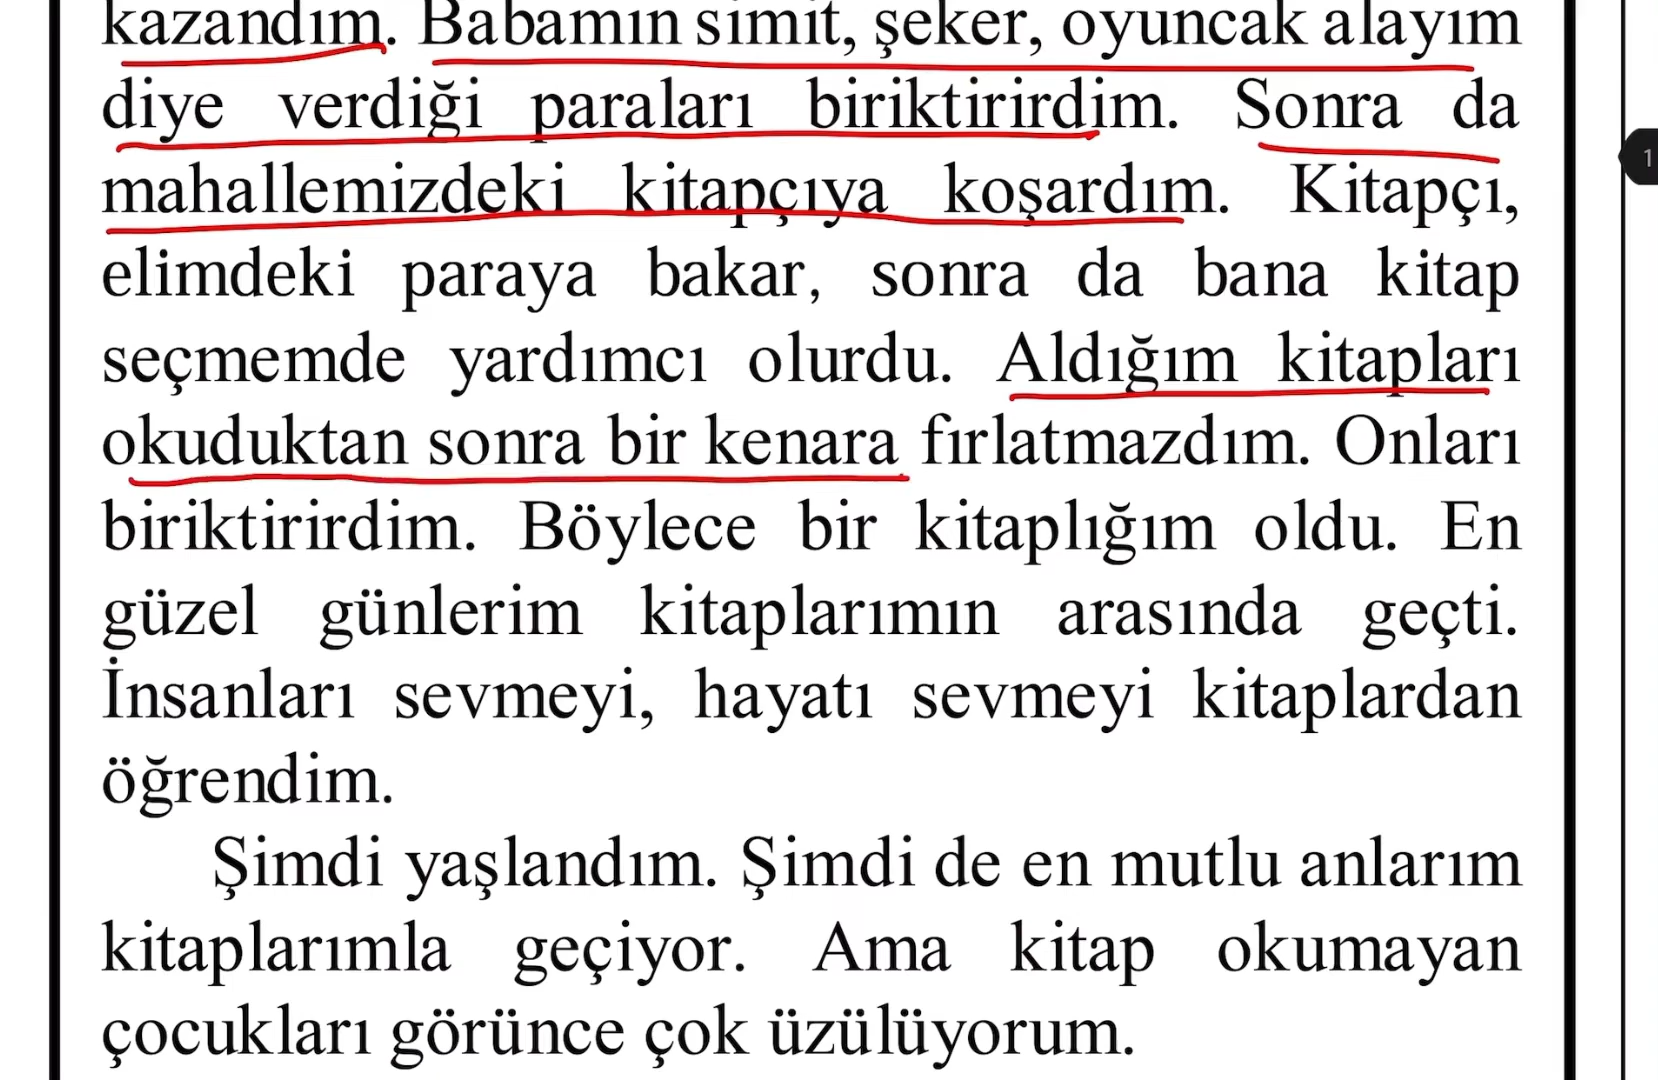 kazandım. Babamın simit, şeker, oyuncak alayım
diye verdiği paraları biriktirirdim. Sonra da
mahallemizdeki kitapçıya koşardım. Kitapçı,
elimdeki paraya bakar, sonra da bana kitap
seçmemde yardımcı olurdu. Aldığım kitapları
okuduktan sonra bir kenara fırlatmazdım. Onları
biriktirirdim. Böylece bir kitaplığım oldu. En
güzel günlerim kitaplarımın arasında geçti.
İnsanları sevmeyi, hayatı sevmeyi kitaplardan
öğrendim.
Şimdi yaşlandım. Şimdi de en mutlu anlarım
kitaplarımla geçiyor. Ama kitap okumayan
çocukları görünce çok üzülüyorum.
1